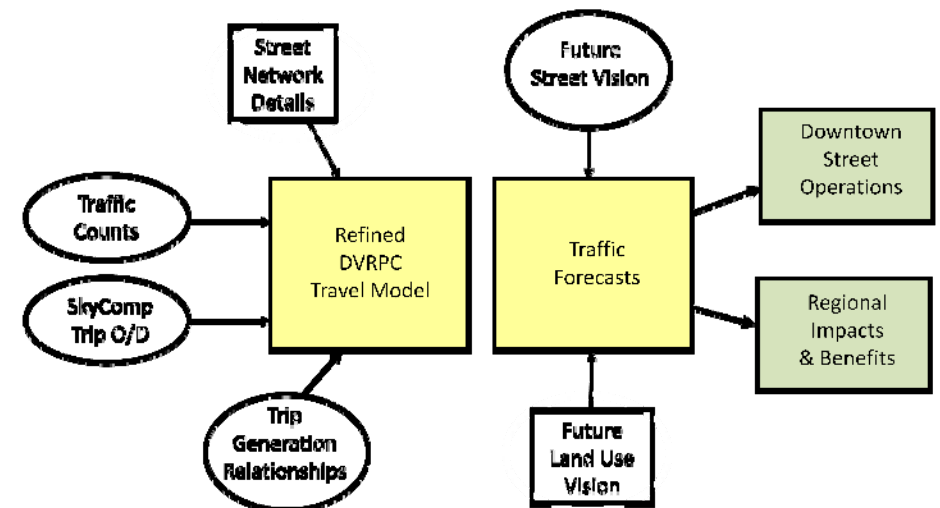 Street
Network
Details
Future
Street Vision
Downtown
Street
Operations
Traffic
Counts
Refined
DVRPC
Travel Model
Traffic
Forecasts
SkyComp
Trip O/D
Regional
Impacts
& Benefits
Trip
Generation
Relationships
Future
Land Use
Vision